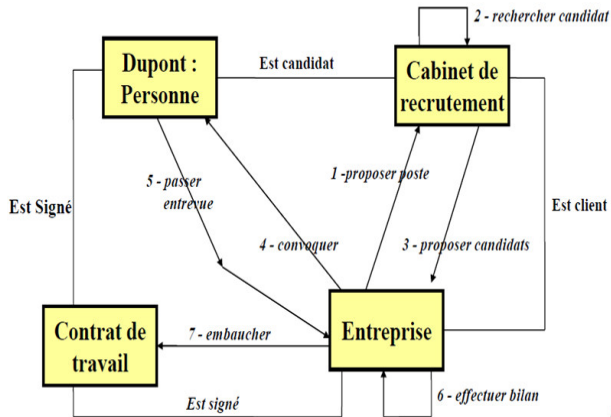 2 - rechercher candidat
Dupont :
Personne
Est candidat
Cabinet de
recrutement
5 - passer
entrevue
1 -proposer poste
Est Signé
Est client
4 - convoquer
3 - proposer candidats
Contrat de
travail
7 - embaucher
Entreprise
Est signé
6 - effectuer bilan